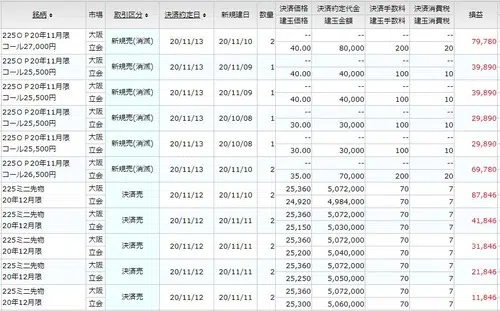 銘柄 市場 取引区分 決済約定日 新規建日 数量 決済価格 決済約定代金 決済手数料 決済消費税 損益
建玉価格 建玉金額 建玉手数料 建玉消費税
225ＯＰ20年11月限 大阪 新規売(消滅) 20/11/13 20/11/10 2 -- -- -- -- 79,780
コール27,000円 立会 40.00 80,000 200 20
225ＯＰ20年11月限 大阪 新規売(消滅) 20/11/13 20/11/09 1 -- -- -- -- 39,890
コール25,500円 立会 40.00 40,000 100 10
225ＯＰ20年11月限 大阪 新規売(消滅) 20/11/13 20/11/09 1 -- -- -- -- 39,890
コール25,500円 立会 40.00 40,000 100 10
225ＯＰ20年11月限 大阪 新規売(消滅) 20/11/13 20/10/08 1 -- -- -- -- 29,890
コール25,500円 立会 30.00 30,000 100 10
225ＯＰ20年11月限 大阪 新規売(消滅) 20/11/13 20/10/08 1 -- -- -- -- 29,890
コール25,500円 立会 30.00 30,000 100 10
225ＯＰ20年11月限 大阪 新規売(消滅) 20/11/13 20/11/10 2 -- -- -- -- 69,780
コール26,500円 立会 35.00 70,000 200 20
225ミニ先物 大阪 決済売 20/11/12 20/11/10 2 25,360 5,072,000 70 7 87,846
20年12月限 立会 24,920 4,984,000 70 7
225ミニ先物 大阪 決済売 20/11/12 20/11/11 2 25,360 5,072,000 70 7 41,846
20年12月限 立会 25,150 5,030,000 70 7
225ミニ先物 大阪 決済売 20/11/12 20/11/11 2 25,360 5,072,000 70 7 31,846
20年12月限 立会 25,200 5,040,000 70 7
225ミニ先物 大阪 決済売 20/11/12 20/11/11 2 25,360 5,072,000 70 7 21,846
20年12月限 立会 25,250 5,050,000 70 7
225ミニ先物 大阪 決済売 20/11/12 20/11/11 2 25,360 5,072,000 70 7 11,846
20年12月限 立会 25,300 5,060,000 70 7